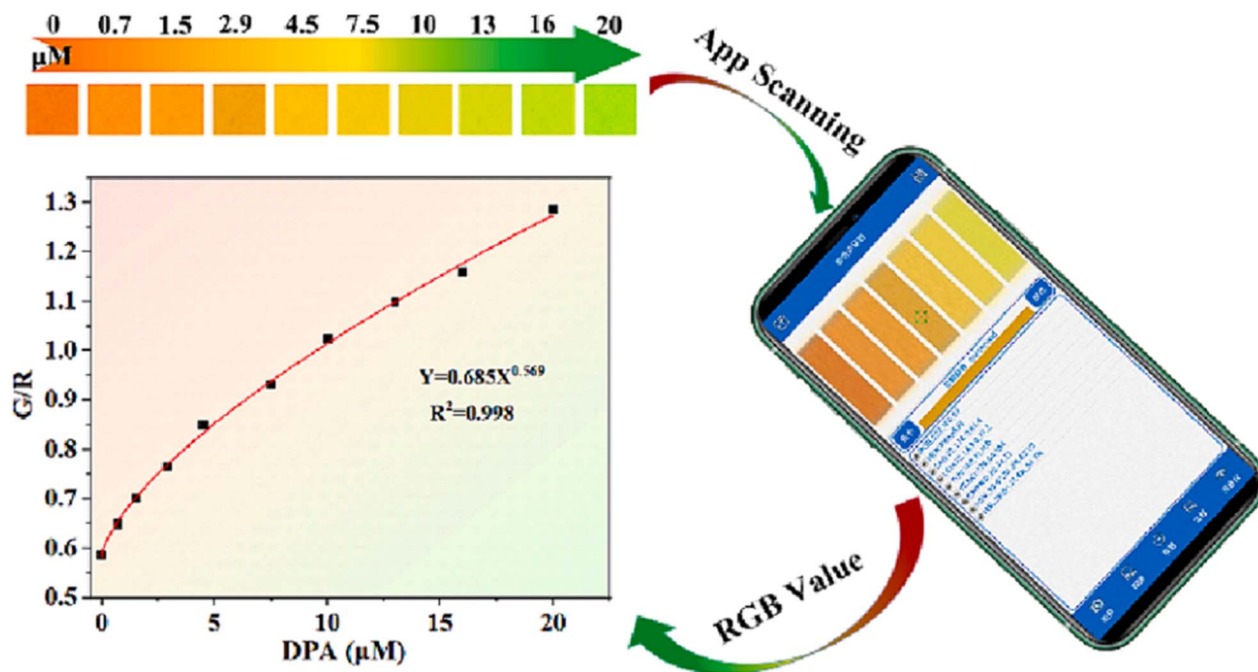 0 0.7 1.5 2.9 4.5 7.5 10 13 16 20
μM
App Scanning
1.3
1.2
1.1
1.0
0.9
0.8
0.7
0.6
0.5
G/R
Y=0.685X^0.569
R²=0.998
0 5 10 15 20
DPA (μM)
RGB Value